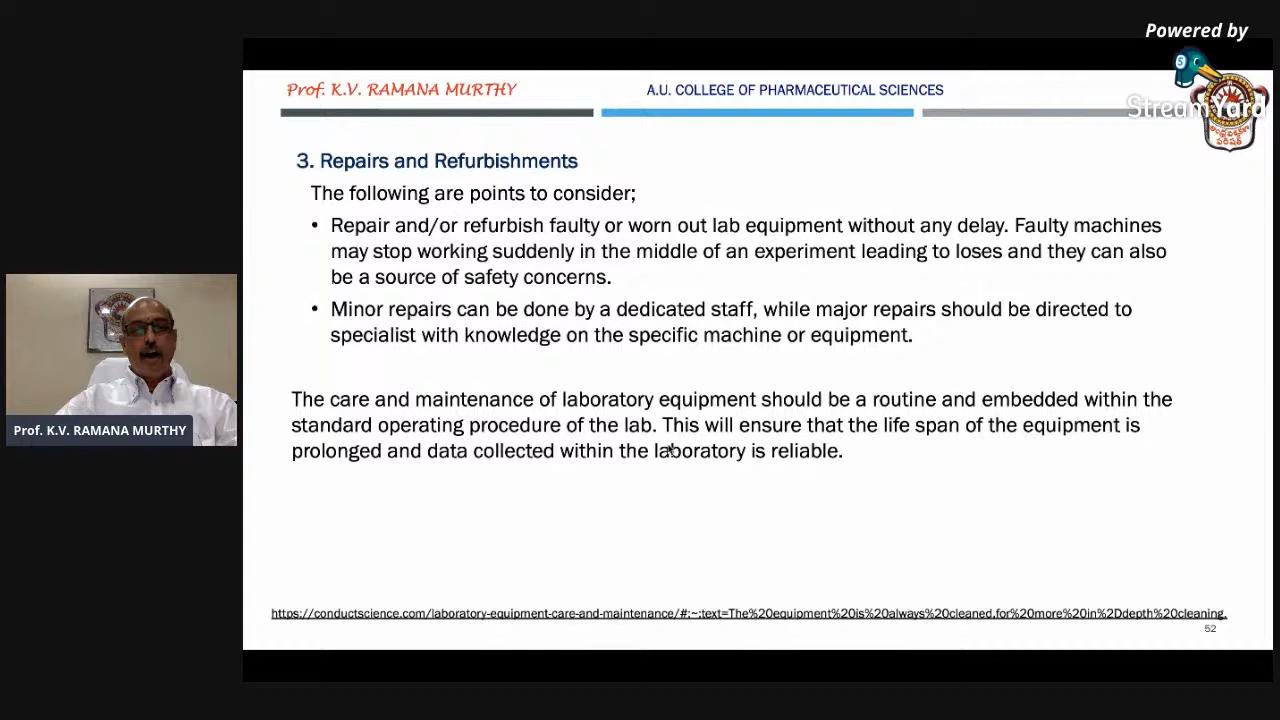 Powered by
StreamYard
Prof. K.V. RAMANA MURTHY
A.U. COLLEGE OF PHARMACEUTICAL SCIENCES
3. Repairs and Refurbishments
The following are points to consider;
• Repair and/or refurbish faulty or worn out lab equipment without any delay. Faulty machines
may stop working suddenly in the middle of an experiment leading to loses and they can also
be a source of safety concerns.
• Minor repairs can be done by a dedicated staff, while major repairs should be directed to
specialist with knowledge on the specific machine or equipment.
The care and maintenance of laboratory equipment should be a routine and embedded within the
standard operating procedure of the lab. This will ensure that the life span of the equipment is
prolonged and data collected within the laboratory is reliable.
Prof. K.V. RAMANA MURTHY
https://conductscience.com/laboratory-equipment-care-and-maintenance/#:~:text=The%20equipment%20is%20always%20cleaned,for%20more%20in%2Ddepth%20cleaning.
52